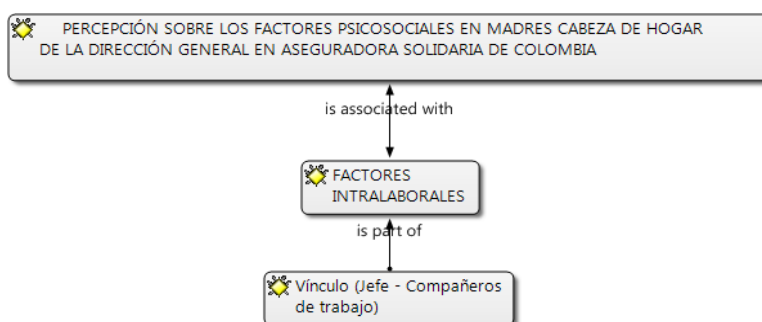 PERCEPCIÓN SOBRE LOS FACTORES PSICOSOCIALES EN MADRES CABEZA DE HOGAR
DE LA DIRECCIÓN GENERAL EN ASEGURADORA SOLIDARIA DE COLOMBIA
is associated with
FACTORES
INTRALABORALES
is part of
Vínculo (Jefe - Compañeros
de trabajo)